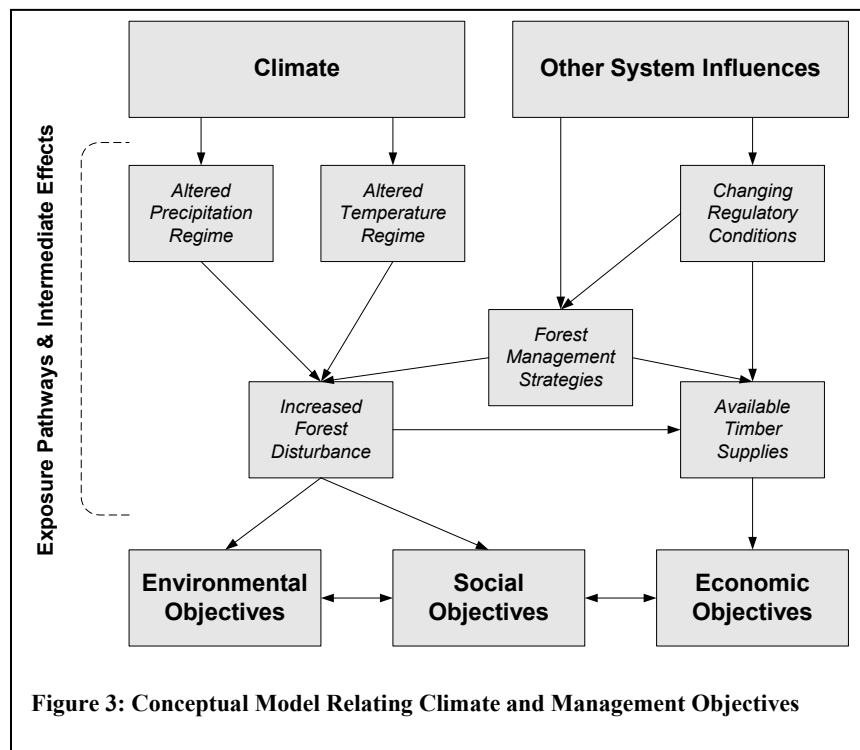 Climate
Other System Influences
Exposure Pathways & Intermediate Effects
Altered
Precipitation
Regime
Altered
Temperature
Regime
Changing
Regulatory
Conditions
Forest
Management
Strategies
Increased
Forest
Disturbance
Available
Timber
Supplies
Environmental
Objectives
Social
Objectives
Economic
Objectives
Figure 3: Conceptual Model Relating Climate and Management Objectives